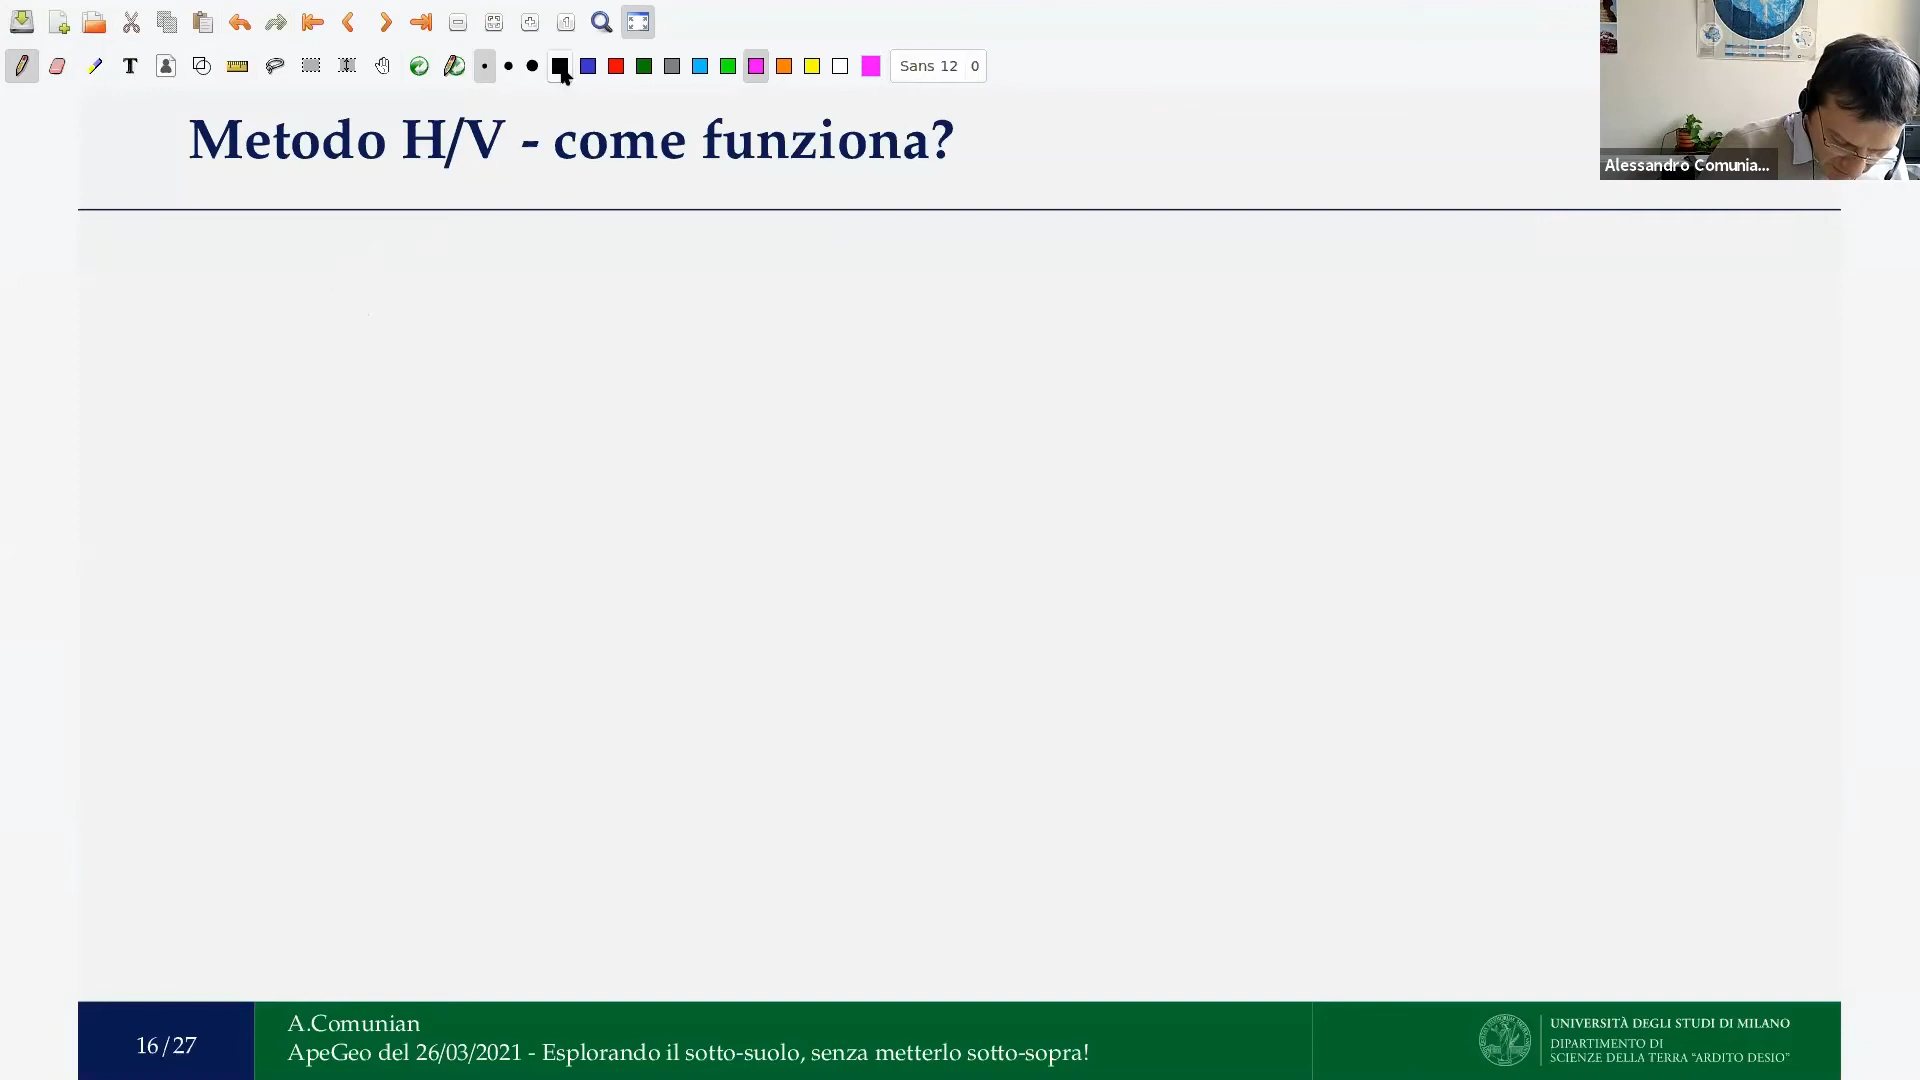 T
Sans 12 0
Alessandro Comunia...
Metodo H/V - come funziona?
16/27
A.Comunian
ApeGeo del 26/03/2021 - Esplorando il sotto-suolo, senza metterlo sotto-sopra!
UNIVERSITÀ DEGLI STUDI DI MILANO
DIPARTIMENTO DI
SCIENZE DELLA TERRA “ARDITO DESIO”